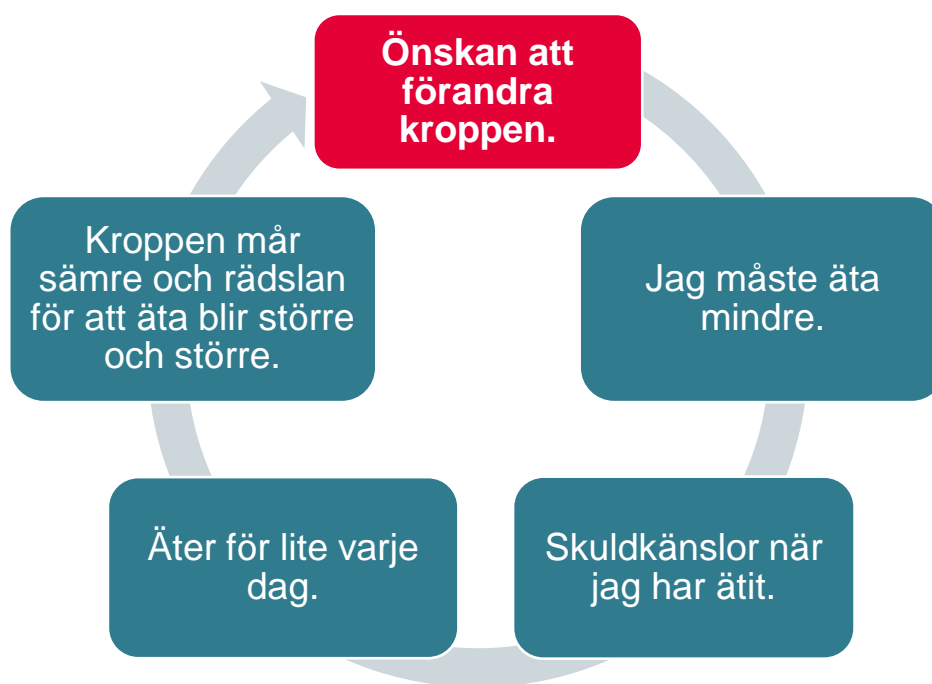 Önskan att
förandra
kroppen.
Jag måste äta
mindre.
Skuldkänslor när
jag har ätit.
Äter för lite varje
dag.
Kroppen mår
sämre och rädslan
för att äta blir större
och större.